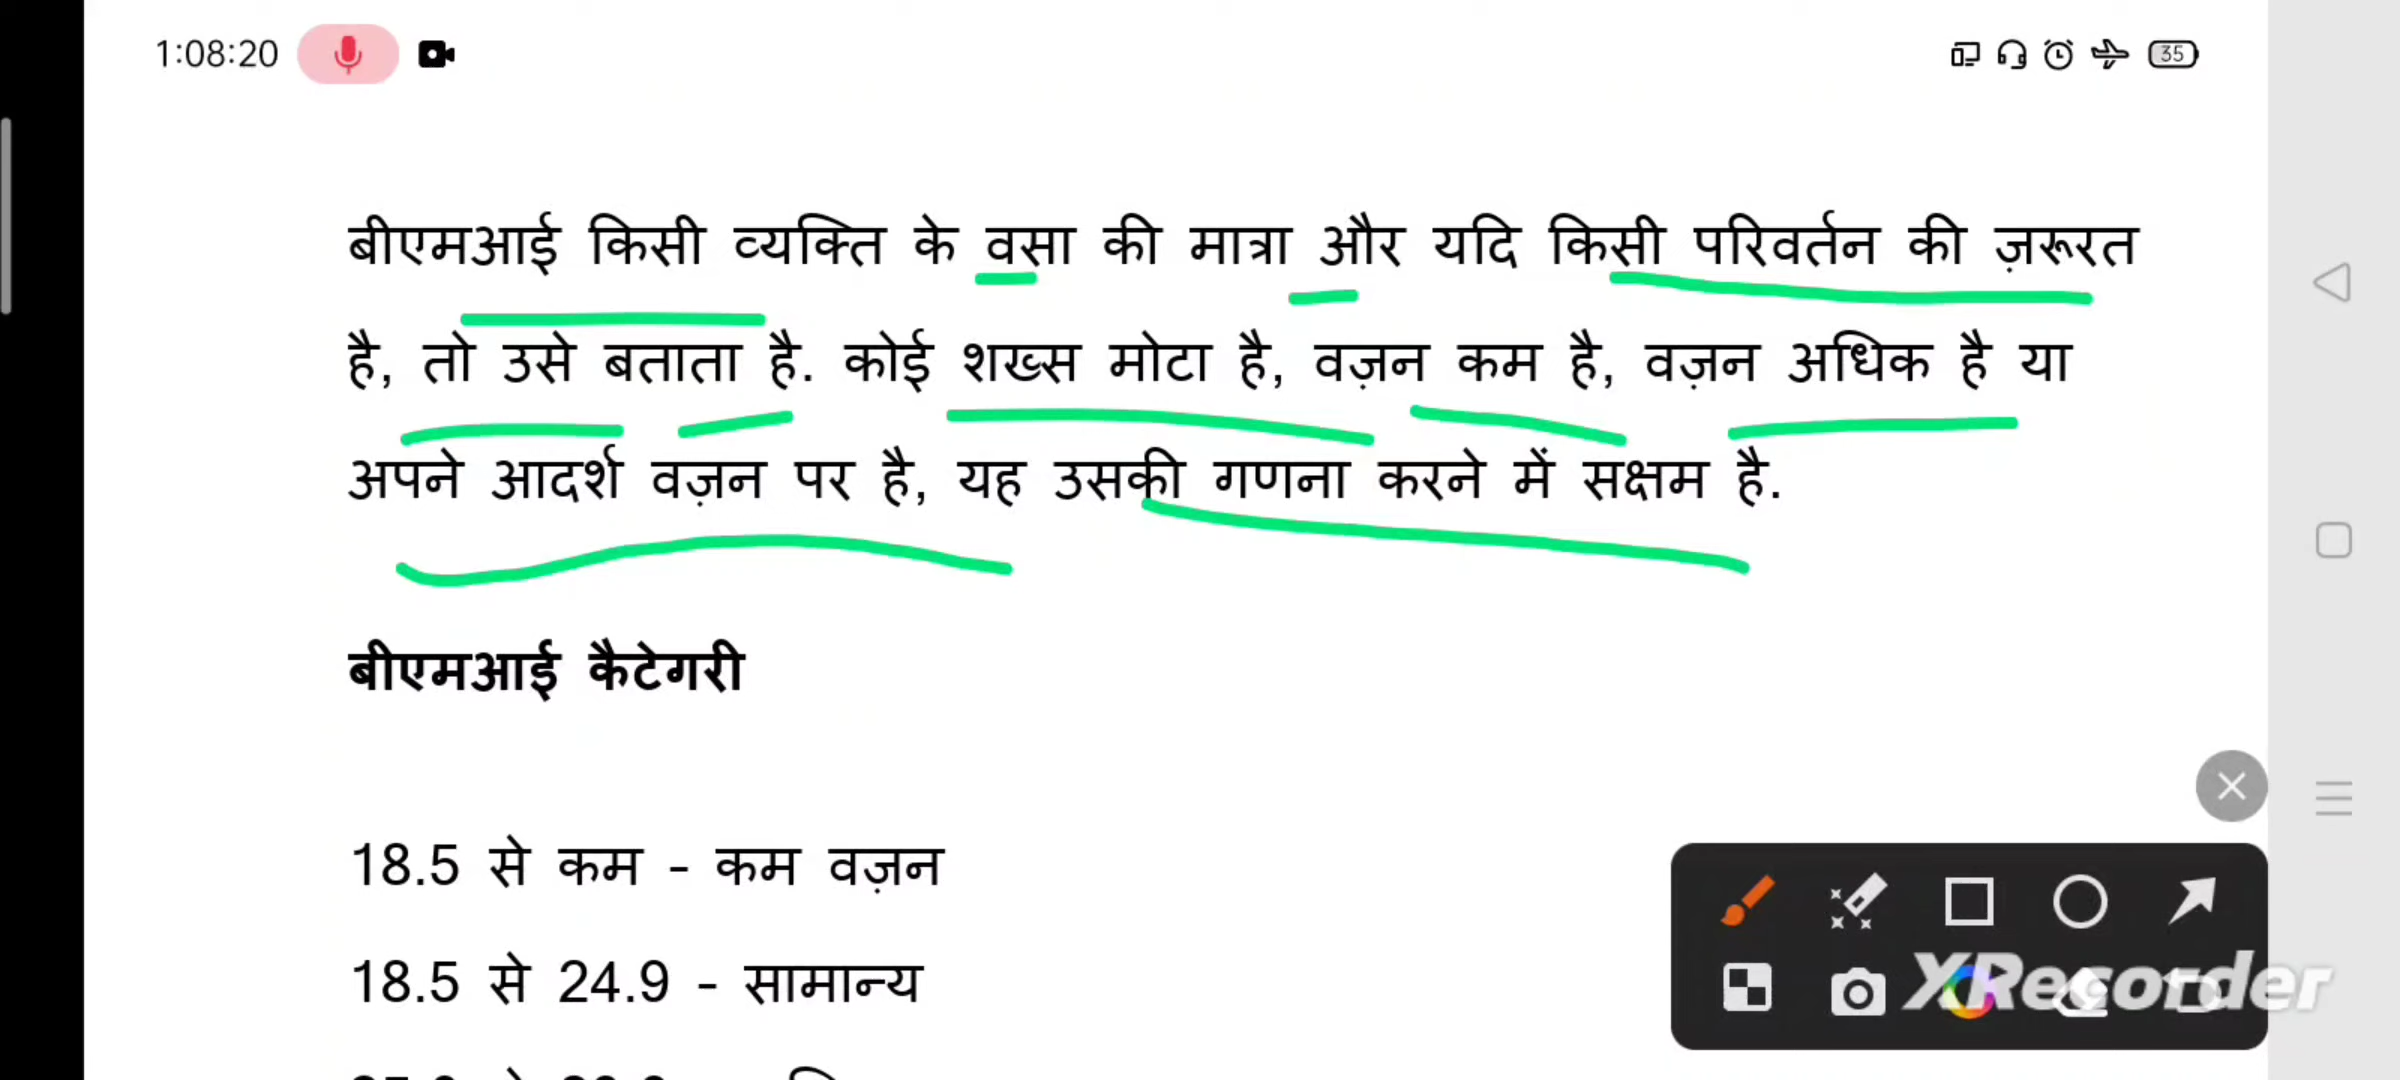 1:08:20
35
बीएमआई किसी व्यक्ति के वसा की मात्रा और यदि किसी परिवर्तन की ज़रूरत
है, तो उसे बताता है. कोई शख्स मोटा है, वज़न कम है, वज़न अधिक है या
अपने आदर्श वज़न पर है, यह उसकी गणना करने में सक्षम है.
बीएमआई कैटेगरी
18.5 से कम - कम वज़न
18.5 से 24.9 - सामान्य
XRecorder